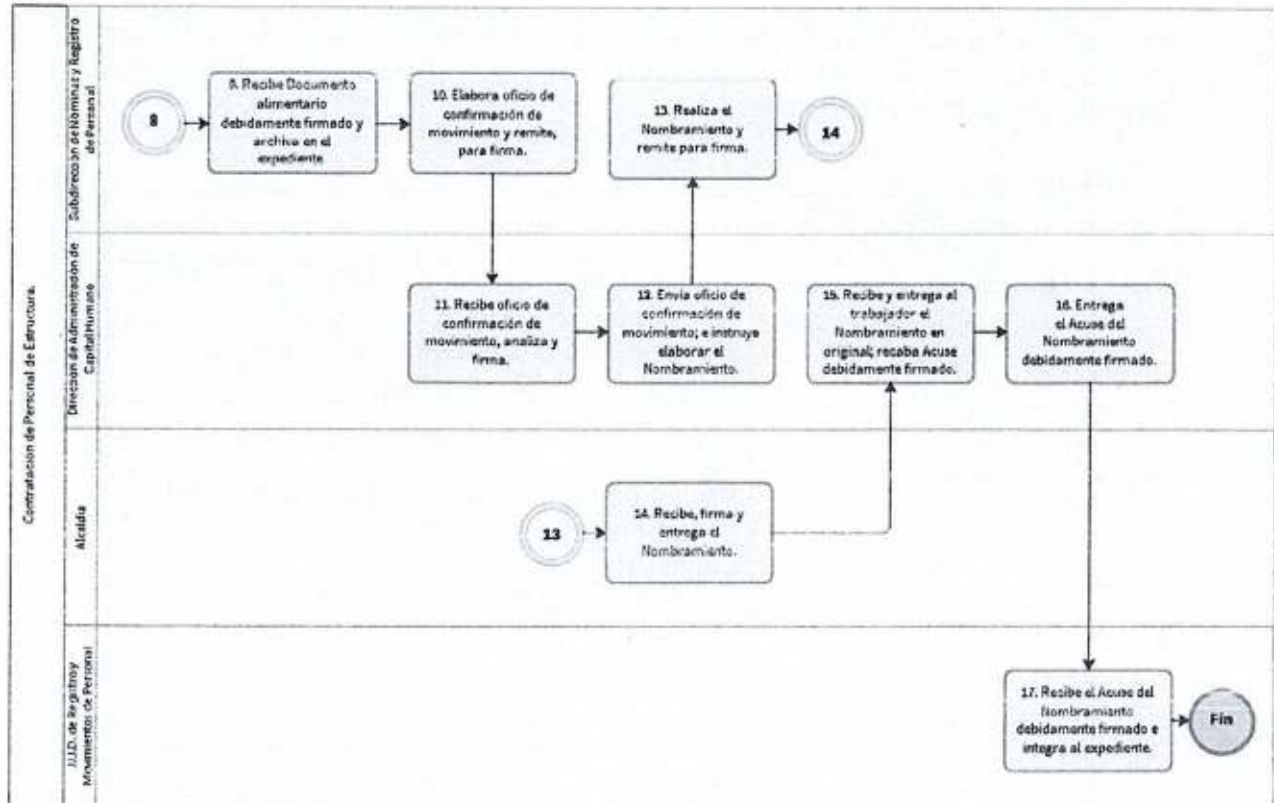 Contratación de Personal de Estructura.
Subdirección de Nóminas y Registro
de Personal
8
9. Recibe Documento
alimentario
debidamente firmado y
archiva en el
expediente.
10. Elabora oficio de
confirmación de
movimiento y remite,
para firma.
13. Realiza el
Nombramiento y
remite para firma.
14
Dirección de Administración de
Capital Humano
11. Recibe oficio de
confirmación de
movimiento, analiza y
firma.
12. Envía oficio de
confirmación de
movimiento; e instruye
elaborar el
Nombramiento.
15. Recibe y entrega al
trabajador el
Nombramiento en
original; recaba Acuse
debidamente firmado.
16. Entrega
el Acuse del
Nombramiento
debidamente firmado.
Alcaldía
13
14. Recibe, firma y
entrega el
Nombramiento.
J.U.D. de Registro y
Movimientos de Personal
17. Recibe el Acuse del
Nombramiento
debidamente firmado e
integra al expediente.
Fin